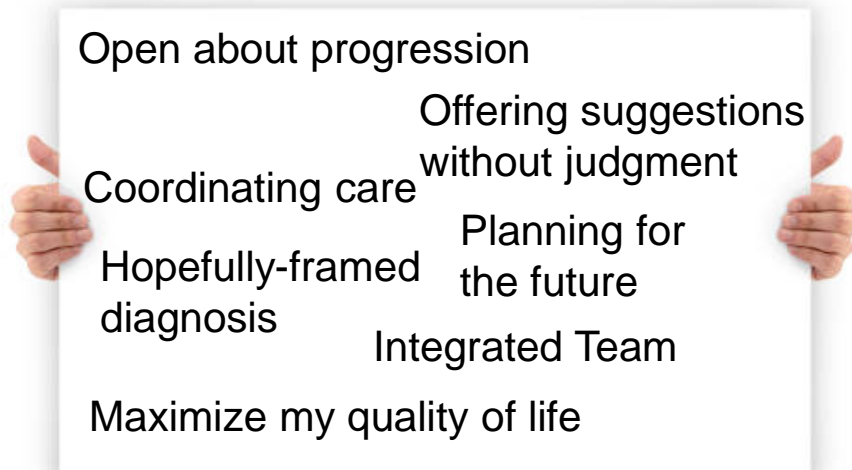 Open about progression
Offering suggestions
without judgment
Coordinating care
Planning for
the future
Hopefully-framed
diagnosis
Integrated Team
Maximize my quality of life